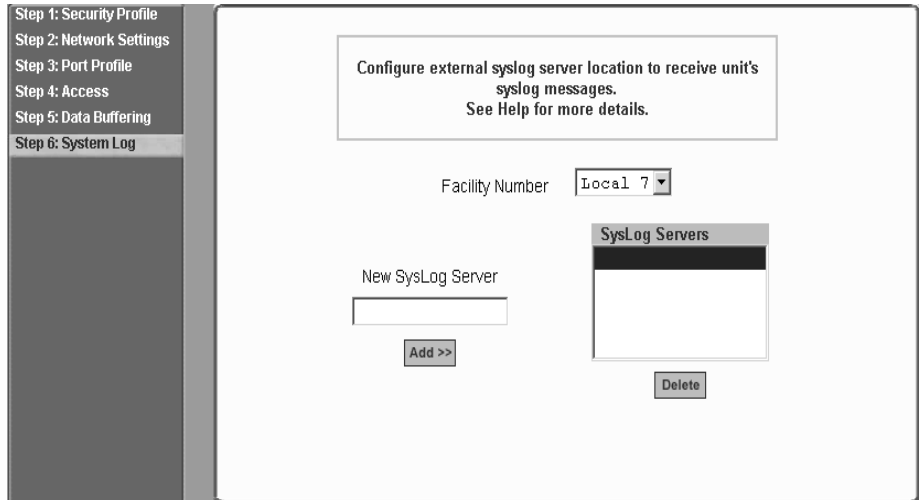 Step 1: Security Profile
Step 2: Network Settings
Step 3: Port Profile
Step 4: Access
Step 5: Data Buffering
Step 6: System Log
Configure external syslog server location to receive unit's
syslog messages.
See Help for more details.
Facility Number
Local 7
SysLog Servers
New SysLog Server
Add >>
Delete